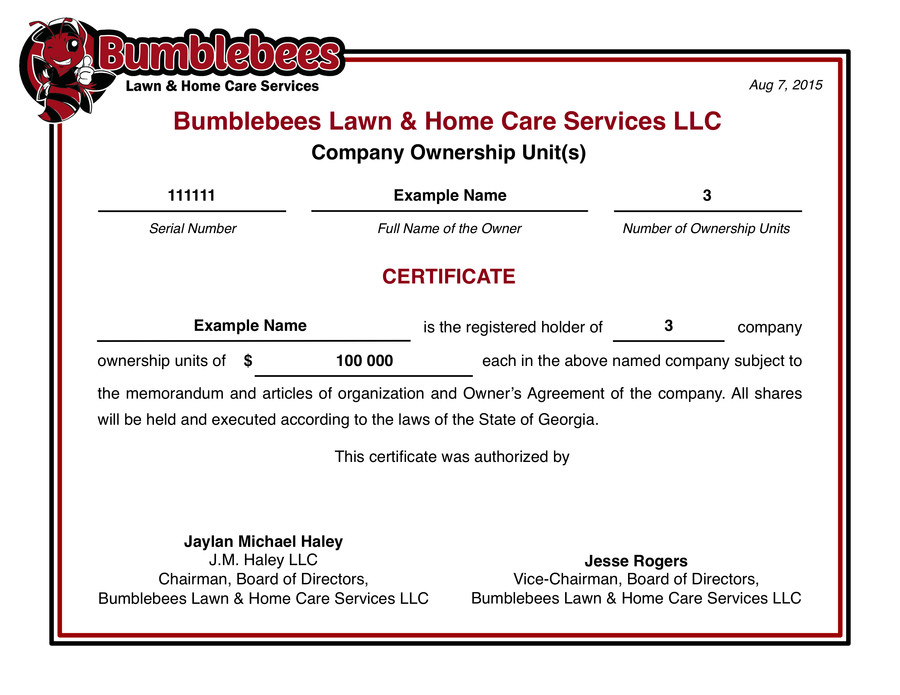 Bumblebees
Lawn & Home Care Services
Aug 7, 2015
Bumblebees Lawn & Home Care Services LLC
Company Ownership Unit(s)
111111 Example Name 3
Serial Number Full Name of the Owner Number of Ownership Units
CERTIFICATE
Example Name is the registered holder of 3 company
ownership units of $ 100 000 each in the above named company subject to
the memorandum and articles of organization and Owner's Agreement of the company. All shares
will be held and executed according to the laws of the State of Georgia.
This certificate was authorized by
Jaylan Michael Haley
J.M. Haley LLC
Chairman, Board of Directors,
Bumblebees Lawn & Home Care Services LLC
Jesse Rogers
Vice-Chairman, Board of Directors,
Bumblebees Lawn & Home Care Services LLC